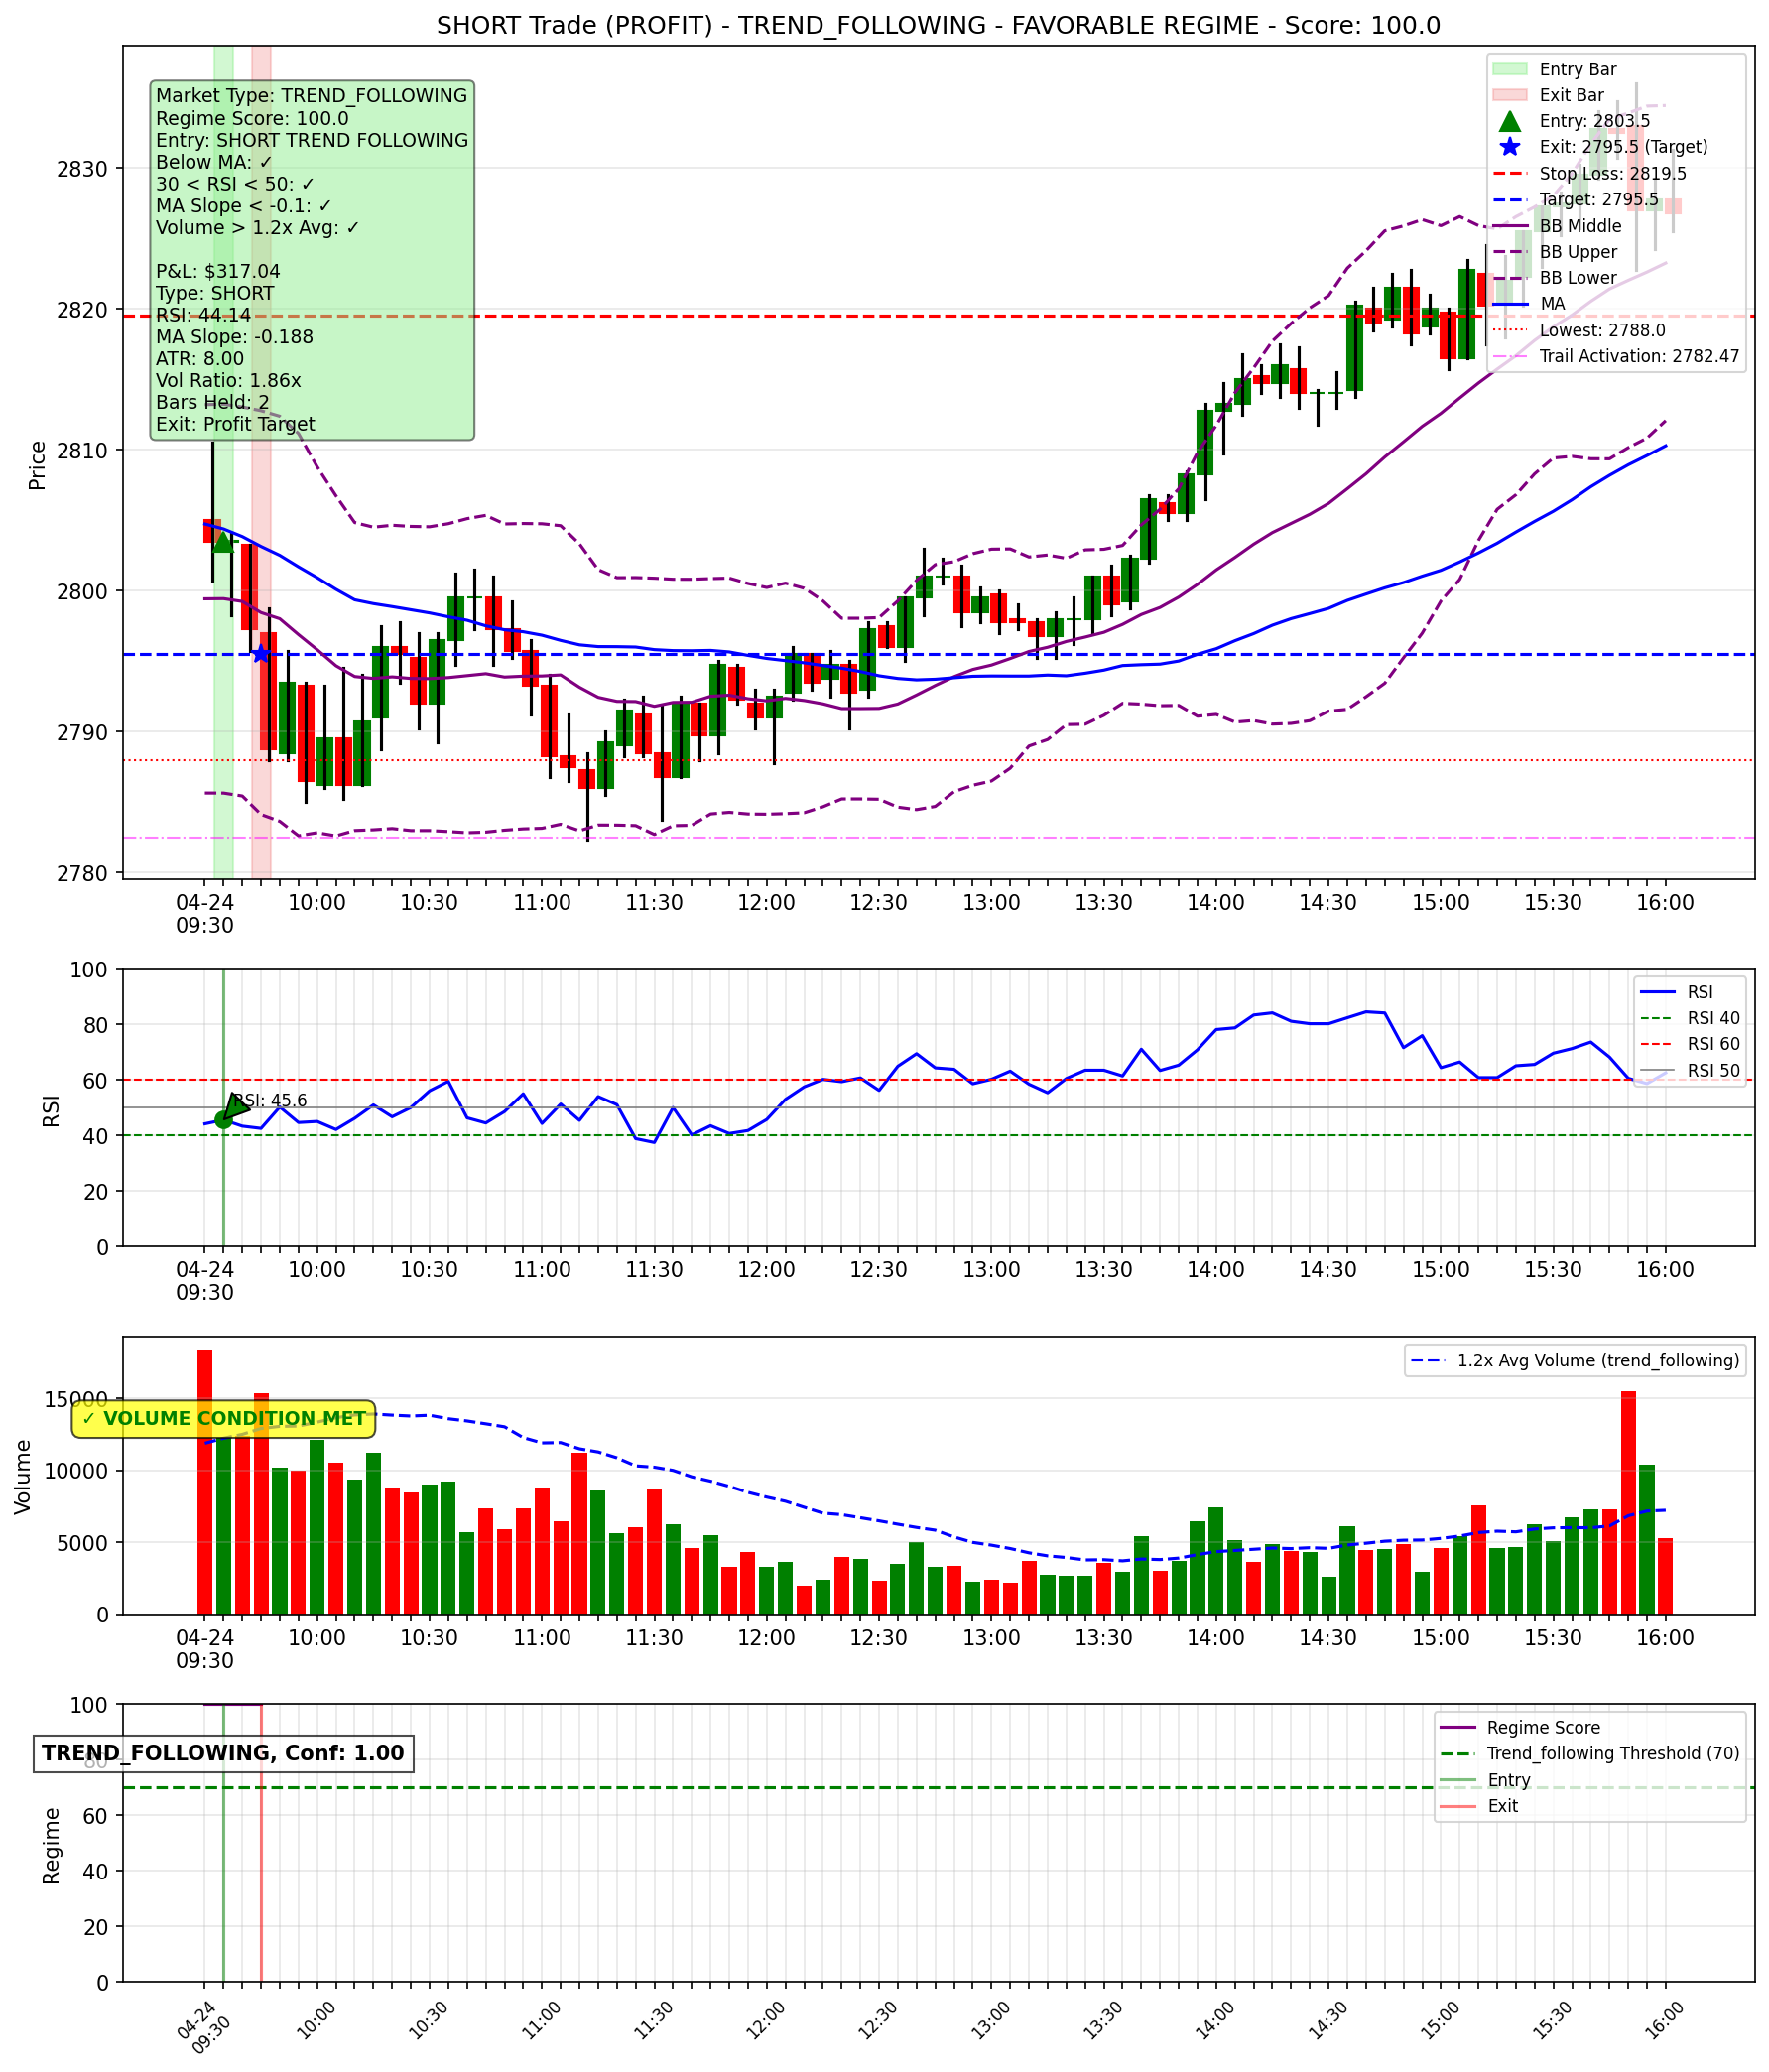 SHORT Trade (PROFIT) - TREND_FOLLOWING - FAVORABLE REGIME - Score: 100.0
Market Type: TREND_FOLLOWING
Regime Score: 100.0
Entry: SHORT TREND FOLLOWING
Below MA: ✓
30 < RSI < 50: ✓
MA Slope < -0.1: ✓
Volume > 1.2x Avg: ✓
P&L: $317.04
Type: SHORT
RSI: 44.14
MA Slope: -0.188
ATR: 8.00
Vol Ratio: 1.86x
Bars Held: 2
Exit: Profit Target
Entry Bar
Exit Bar
Entry: 2803.5
Exit: 2795.5 (Target)
Stop Loss: 2819.5
Target: 2795.5
BB Middle
BB Upper
BB Lower
MA
Lowest: 2788.0
Trail Activation: 2782.47
Price
2830
2820
2810
2800
2790
2780
04-24
09:30 10:00 10:30 11:00 11:30 12:00 12:30 13:00 13:30 14:00 14:30 15:00 15:30 16:00
RSI
100
80
60
40
20
0
RSI: 45.6
RSI
RSI 40
RSI 60
RSI 50
04-24
09:30 10:00 10:30 11:00 11:30 12:00 12:30 13:00 13:30 14:00 14:30 15:00 15:30 16:00
Volume
15000
10000
5000
0
✓ VOLUME CONDITION MET
1.2x Avg Volume (trend_following)
04-24
09:30 10:00 10:30 11:00 11:30 12:00 12:30 13:00 13:30 14:00 14:30 15:00 15:30 16:00
Regime
100
80
60
40
20
0
TREND_FOLLOWING, Conf: 1.00
Regime Score
Trend_following Threshold (70)
Entry
Exit
04-24
09:30 10:00 10:30 11:00 11:30 12:00 12:30 13:00 13:30 14:00 14:30 15:00 15:30 16:00